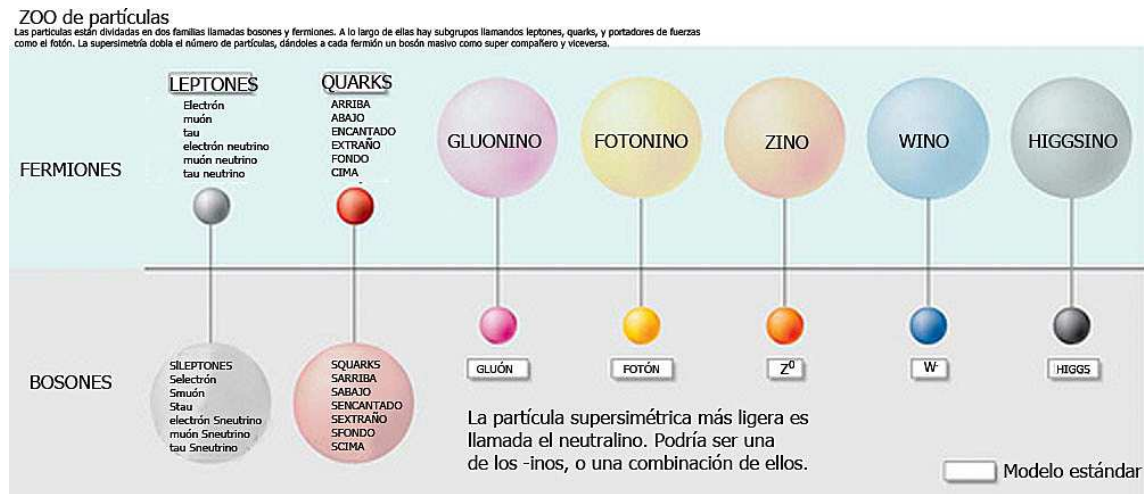 ZOO de partículas
Las particulas están dividadas en dos familias llamadas bosones y fermiones. A lo largo de ellas hay subgrupos llamandos leptones, quarks, y portadores de fuerzas
como el fotón. La supersimetría dobla el número de partículas, dándoles a cada fermión un bosón masivo como super compañero y viceversa.
FERMIONES
LEPTONES
Electrón
muón
tau
electrón neutrino
muón neutrino
tau neutrino
QUARKS
ARRIBA
ABAJO
ENCANTADO
EXTRAÑO
FONDO
CIMA
GLUONINO
FOTONINO
ZINO
WINO
HIGGSINO
BOSONES
SLEPTONES
Selectrón
Smuón
Stau
electrón Sneutrino
muón Sneutrino
tau Sneutrino
SQUARKS
SARRIBA
SABAJO
SENCANTADO
SEXTRAÑO
SFONDO
SCIMA
GLUÓN
FOTÓN
Z⁰
W⁻
HIGGS
La partícula supersimétrica más ligera es
llamada el neutralino. Podría ser una
de los -inos, o una combinación de ellos.
Modelo estándar